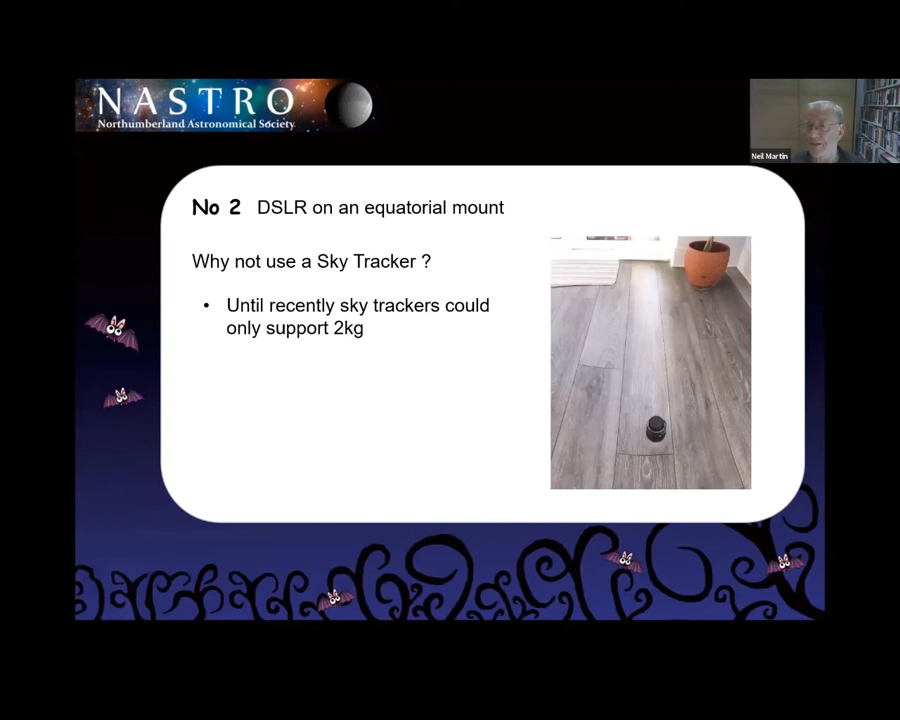 NASTRO
Northumberland Astronomical Society
Neil Martin
No 2 DSLR on an equatorial mount
Why not use a Sky Tracker ?
• Until recently sky trackers could
only support 2kg